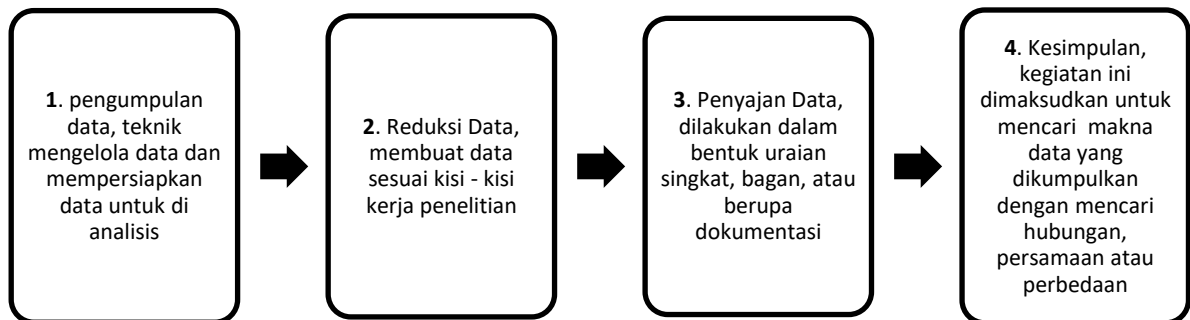 1. pengumpulan
data, teknik
mengelola data dan
mempersiapkan
data untuk di
analisis
2. Reduksi Data,
membuat data
sesuai kisi - kisi
kerja penelitian
3. Penyajan Data,
dilakukan dalam
bentuk uraian
singkat, bagan, atau
berupa
dokumentasi
4. Kesimpulan,
kegiatan ini
dimaksudkan untuk
mencari makna
data yang
dikumpulkan
dengan mencari
hubungan,
persamaan atau
perbedaan